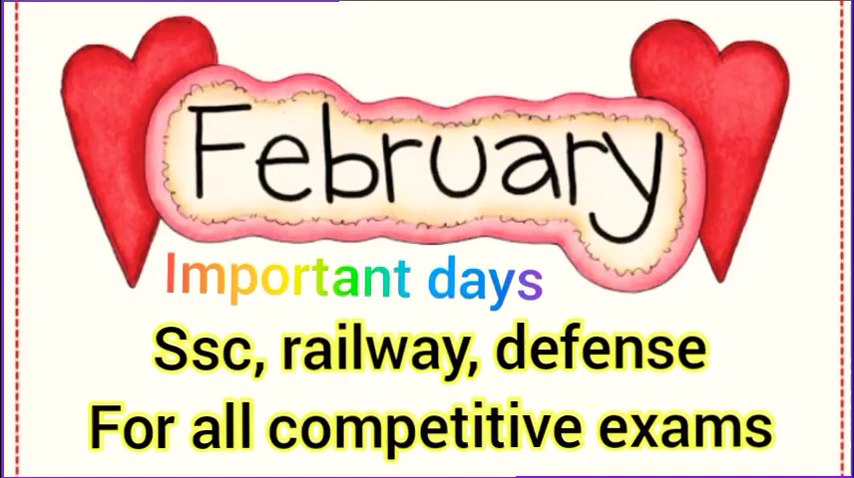 February
Important days
Ssc, railway, defense
For all competitive exams